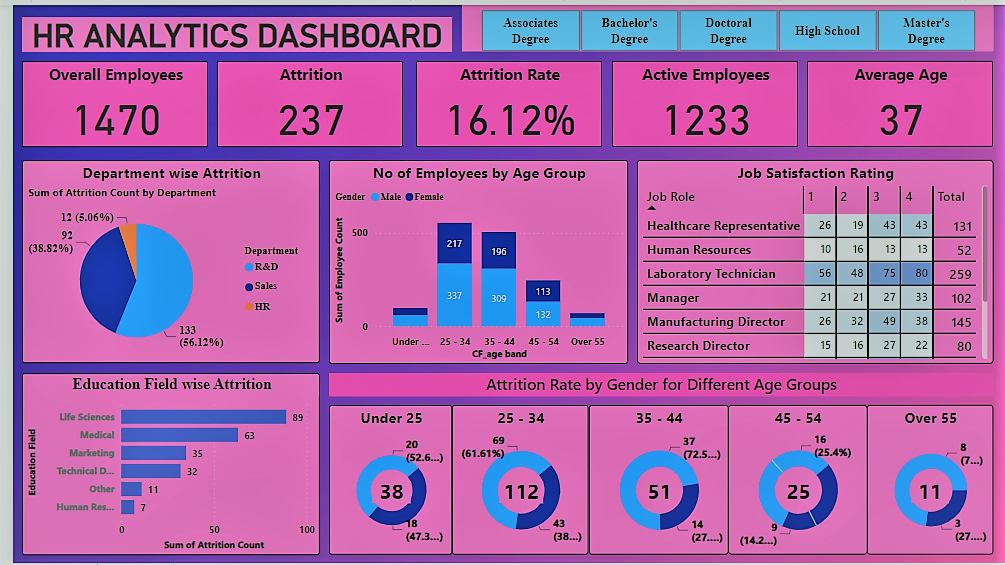 HR ANALYTICS DASHBOARD
Associates Degree
Bachelor's Degree
Doctoral Degree
High School
Master's Degree
Overall Employees
1470
Attrition
237
Attrition Rate
16.12%
Active Employees
1233
Average Age
37
Department wise Attrition
Sum of Attrition Count by Department
12 (5.06%)
92
(38.82%)
133
(56.12%)
Department
R&D
Sales
HR
No of Employees by Age Group
Gender Male Female
Sum of Employee Count
500
0
217
337
196
309
113
132
Under ... 25 - 34 35 - 44 45 - 54 Over 55
CF_age band
Job Satisfaction Rating
Job Role 1 2 3 4 Total
Healthcare Representative 26 19 43 43 131
Human Resources 10 16 13 13 52
Laboratory Technician 56 48 75 80 259
Manager 21 21 27 33 102
Manufacturing Director 26 32 49 38 145
Research Director 15 16 27 22 80
Education Field wise Attrition
Education Field
Life Sciences 89
Medical 63
Marketing 35
Technical D... 32
Other 11
Human Res... 7
0 50 100
Sum of Attrition Count
Attrition Rate by Gender for Different Age Groups
Under 25
20
(52.6...)
38
18
(47.3...)
25 - 34
69
(61.61%)
112
43
(38...)
35 - 44
37
(72.5...)
51
14
(27....)
45 - 54
16
(25.4%)
25
9
(14.2...)
Over 55
8
(7...)
11
3
(27....)